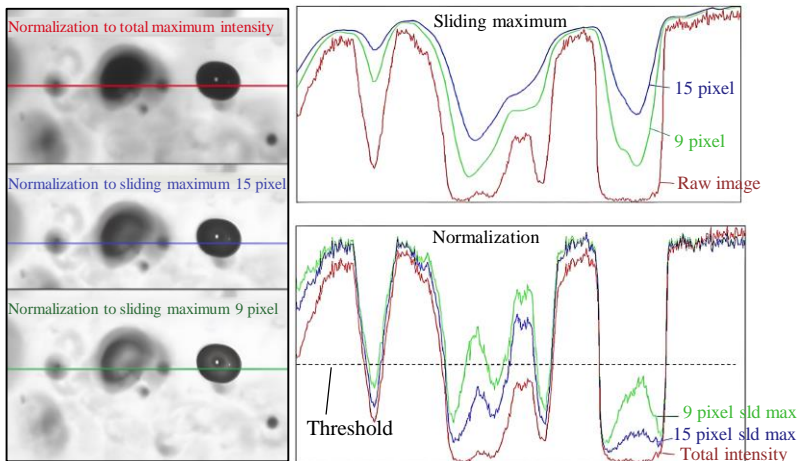 Normalization to total maximum intensity
Normalization to sliding maximum 15 pixel
Normalization to sliding maximum 9 pixel
Sliding maximum
15 pixel
9 pixel
Raw image
Normalization
Threshold
9 pixel sld max
15 pixel sld max
Total intensity